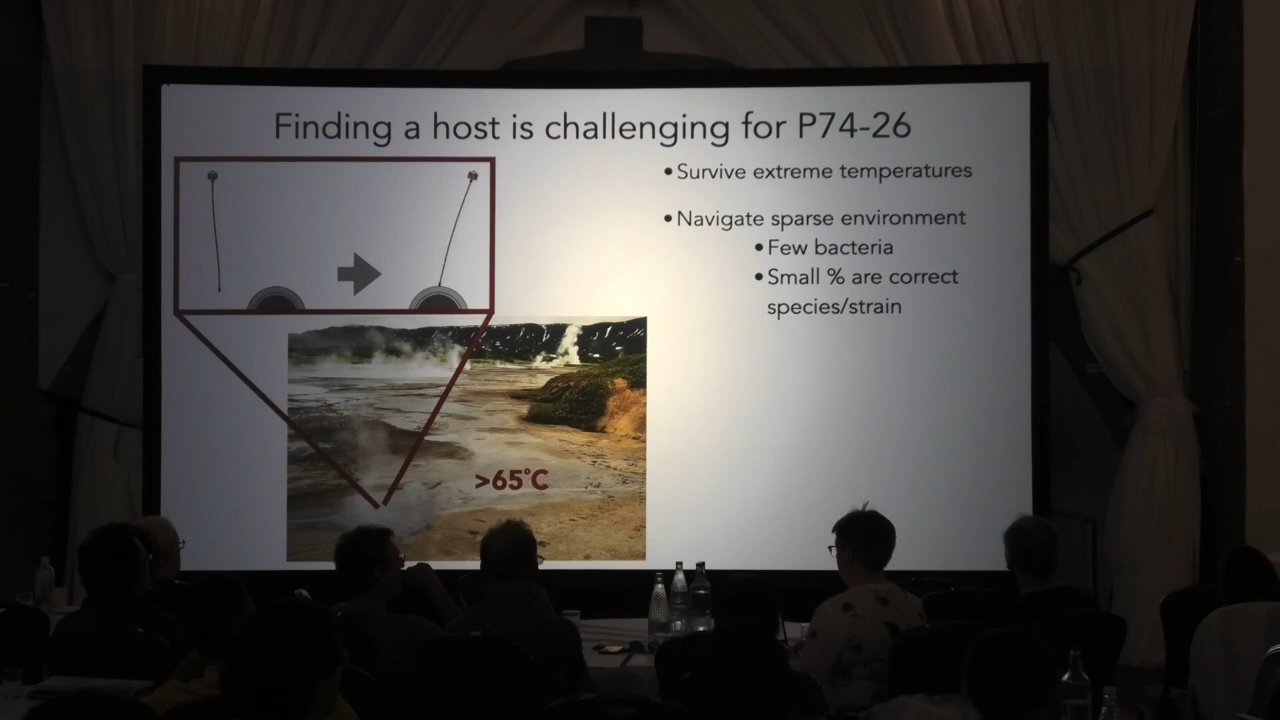 Finding a host is challenging for P74-26
•Survive extreme temperatures
•Navigate sparse environment
•Few bacteria
•Small % are correct
species/strain
>65°C